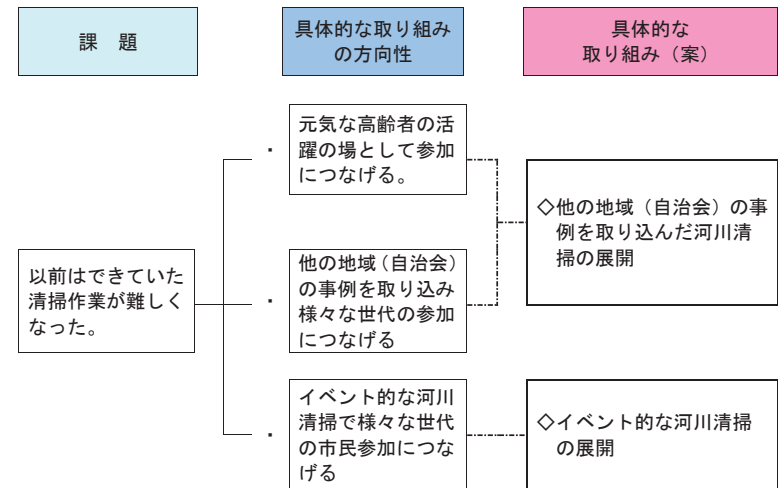 課　題
具体的な取り組み
の方向性
具体的な
取り組み（案）
以前はできていた
清掃作業が難しく
なった。
・
元気な高齢者の活
躍の場として参加
につなげる。
・
他の地域（自治会）
の事例を取り込み
様々な世代の参加
につなげる
・
イベント的な河川
清掃で様々な世代
の市民参加につな
げる
◇他の地域（自治会）の事
例を取り込んだ河川清
掃の展開
◇イベント的な河川清掃
の展開